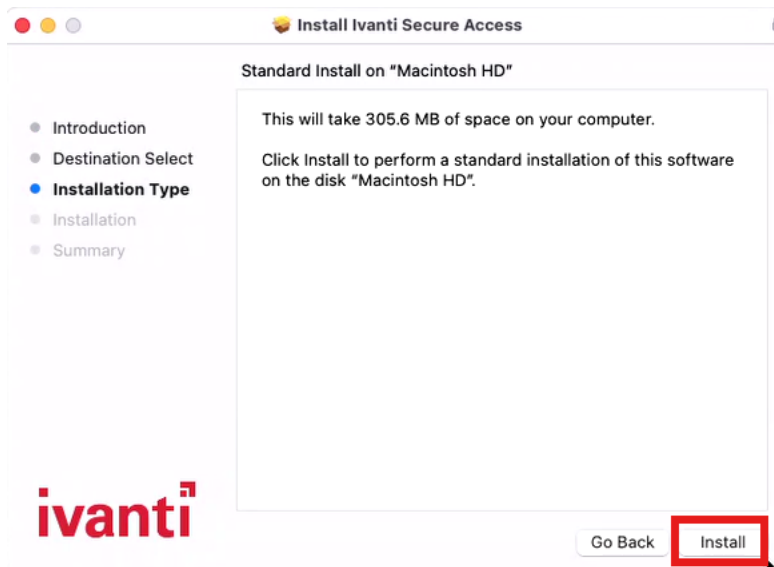 Install Ivanti Secure Access
Standard Install on “Macintosh HD”
Introduction
Destination Select
Installation Type
Installation
Summary
This will take 305.6 MB of space on your computer.
Click Install to perform a standard installation of this software
on the disk “Macintosh HD”.
ivanti
Go Back
Install